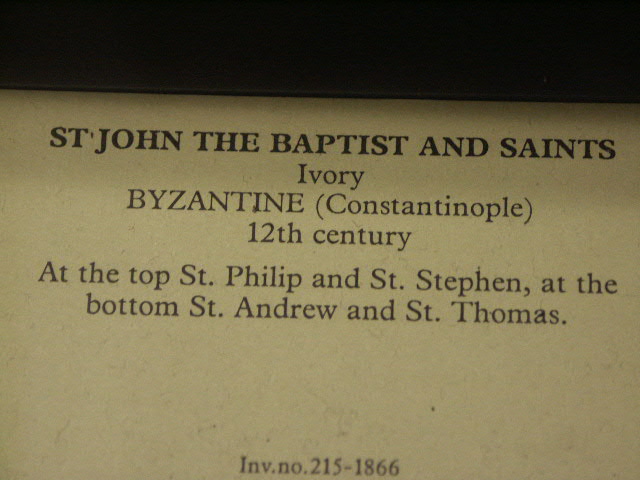 ST JOHN THE BAPTIST AND SAINTS
Ivory
BYZANTINE (Constantinople)
12th century
At the top St. Philip and St. Stephen, at the
bottom St. Andrew and St. Thomas.
Inv.no.215-1866